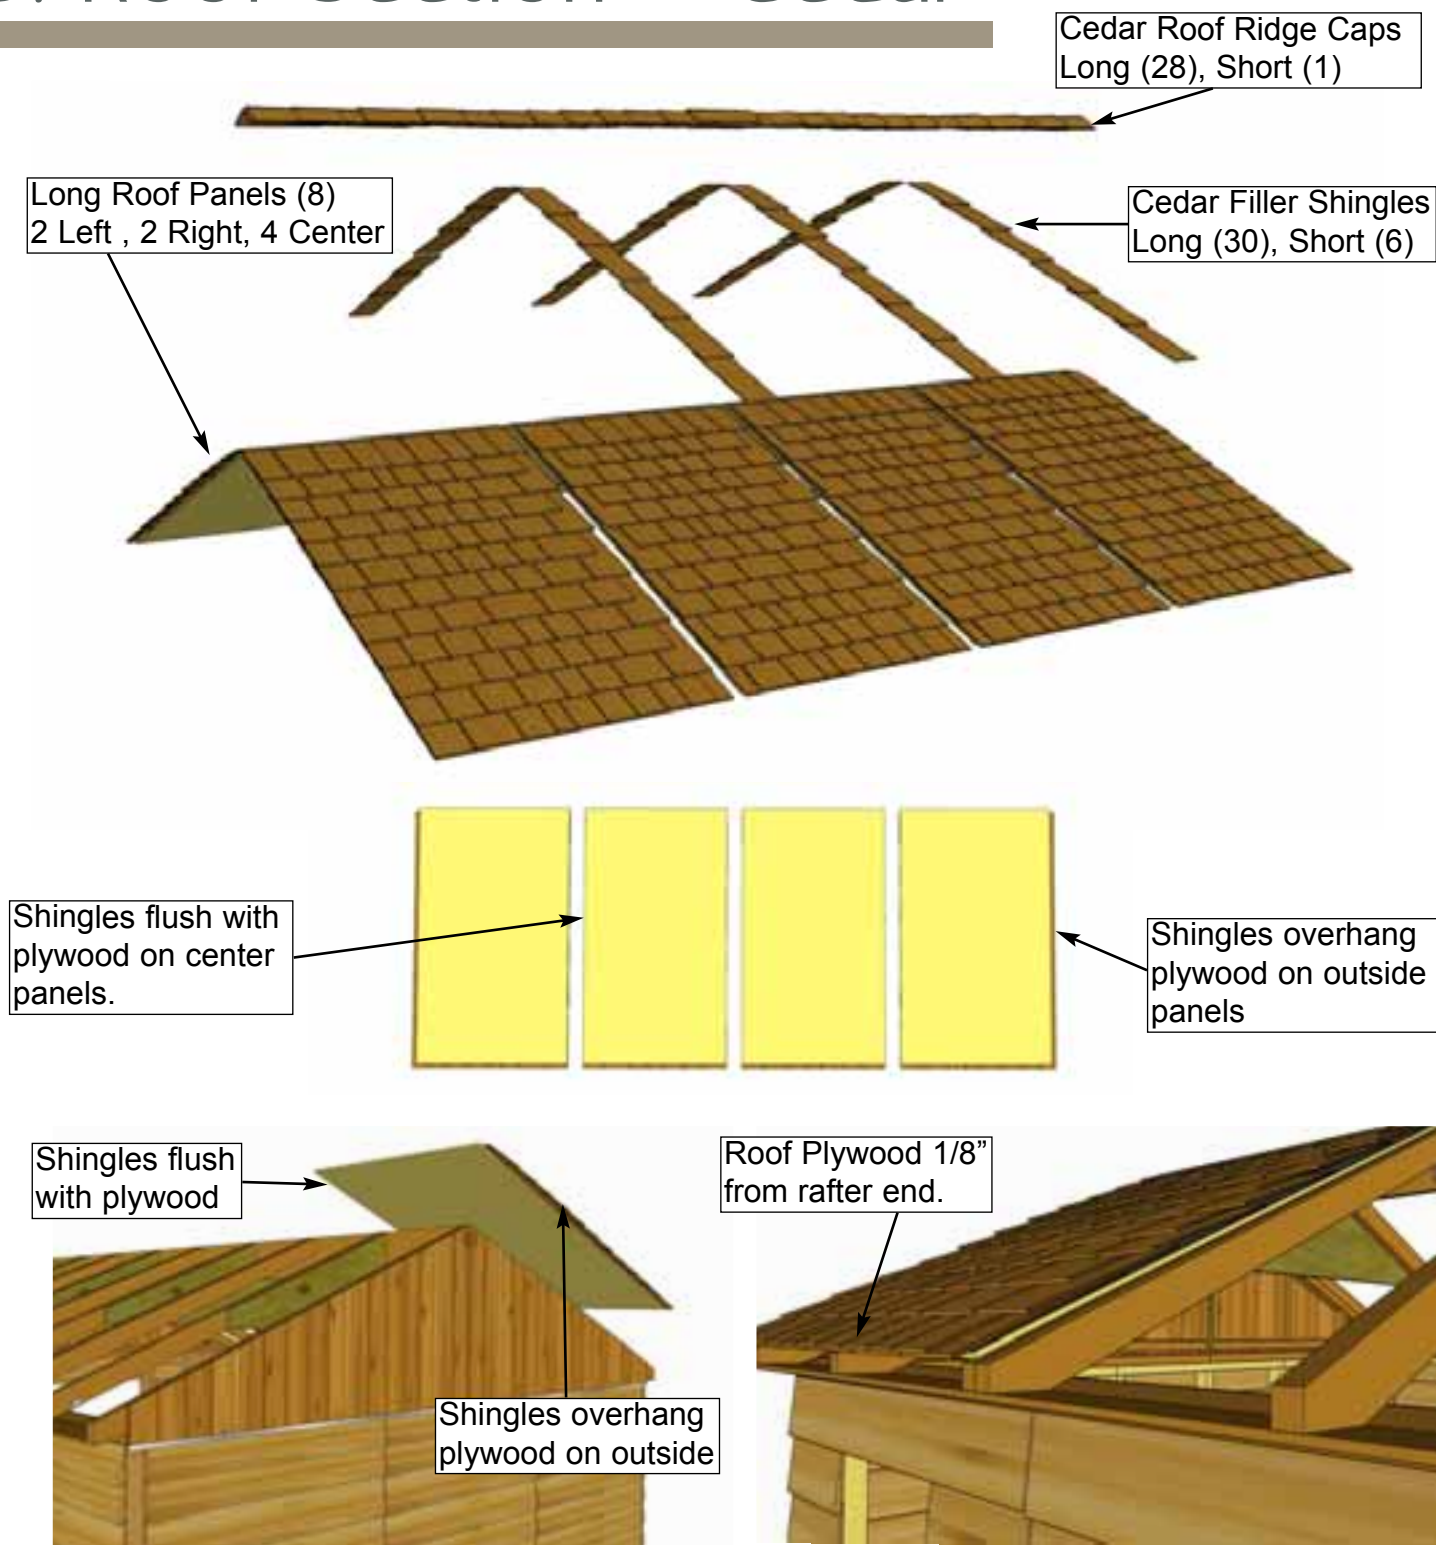 Roof Section
Cedar Roof Ridge Caps
Long (28), Short (1)
Long Roof Panels (8)
2 Left , 2 Right, 4 Center
Cedar Filler Shingles
Long (30), Short (6)
Shingles flush with
plywood on center
panels.
Shingles overhang
plywood on outside
panels
Shingles flush
with plywood
Roof Plywood 1/8”
from rafter end.
Shingles overhang
plywood on outside